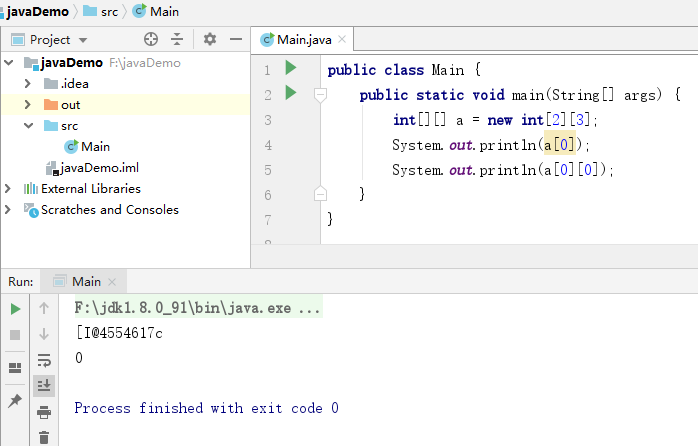 javaDemo src Main
Project
Main.java
javaDemo F:\javaDemo
.idea
out
src
Main
javaDemo.iml
External Libraries
Scratches and Consoles
1 public class Main {
2 public static void main(String[] args) {
3 int[][] a = new int[2][3];
4 System.out.println(a[0]);
5 System.out.println(a[0][0]);
6 }
7 }
8
Run: Main
F:\jdk1.8.0_91\bin\java.exe ...
[I@4554617c
0
Process finished with exit code 0